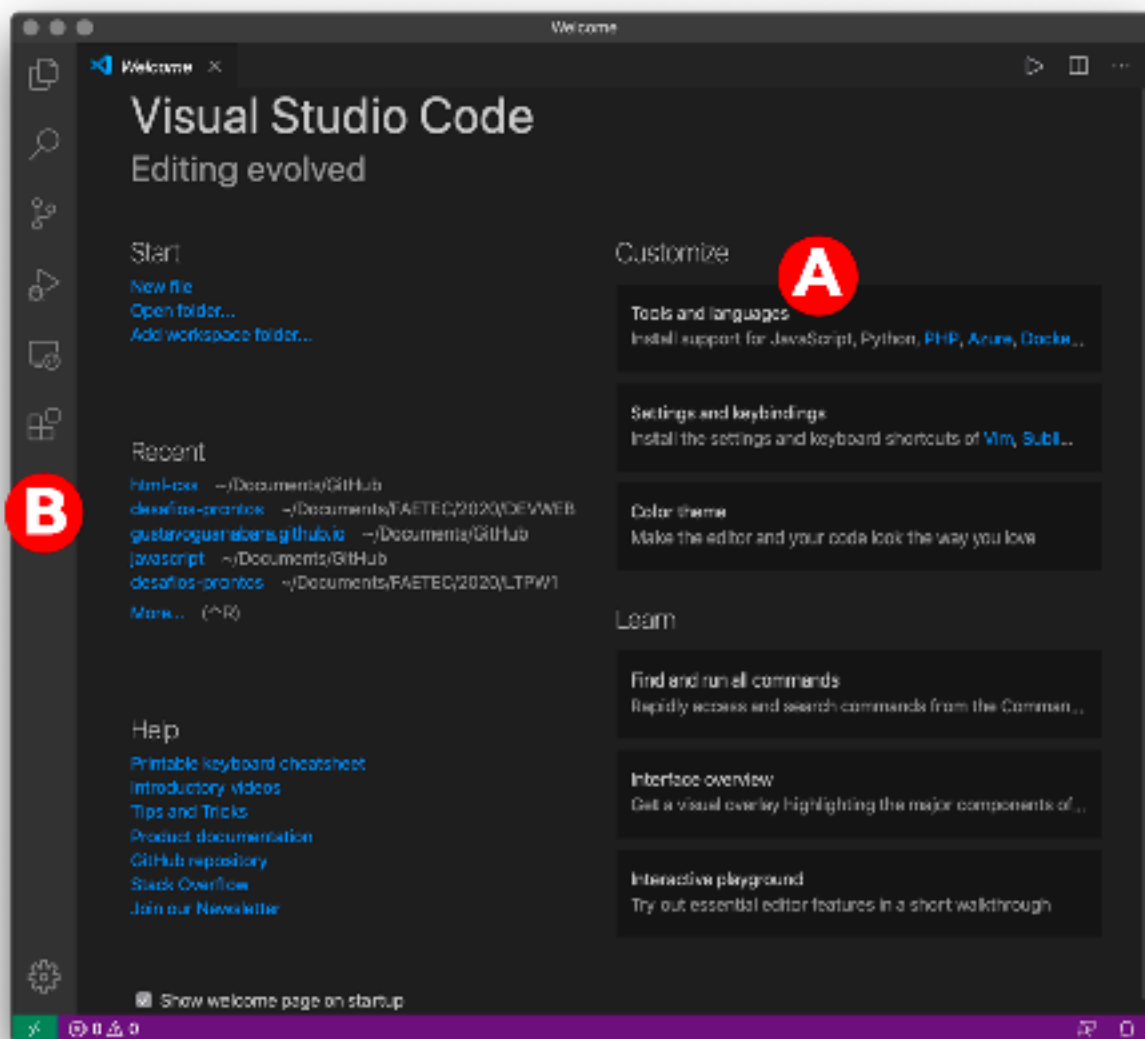 Welcome
Welcome
Visual Studio Code
Editing evolved
Start
New file
Open folder...
Add workspace folder...
Recent
html-css ~/Documents/GitHub
desafios-prontos ~/Documents/FAETEC/2020/DEVWEB
gustavoguanabara.github.io ~/Documents/GitHub
javascript ~/Documents/GitHub
desafios-prontos ~/Documents/FAETEC/2020/LTPW1
More... (^R)
Help
Printable keyboard cheatsheet
Introductory videos
Tips and Tricks
Product documentation
GitHub repository
Stack Overflow
Join our Newsletter
Show welcome page on startup
Customize
A
Tools and languages
Install support for JavaScript, Python, PHP, Azure, Docke...
Settings and keybindings
Install the settings and keyboard shortcuts of Vim, Subli...
Color theme
Make the editor and your code look the way you love
Learn
Find and run all commands
Rapidly access and search commands from the Comman...
Interface overview
Get a visual overlay highlighting the major components of...
Interactive playground
Try out essential editor features in a short walkthrough
B
0 0